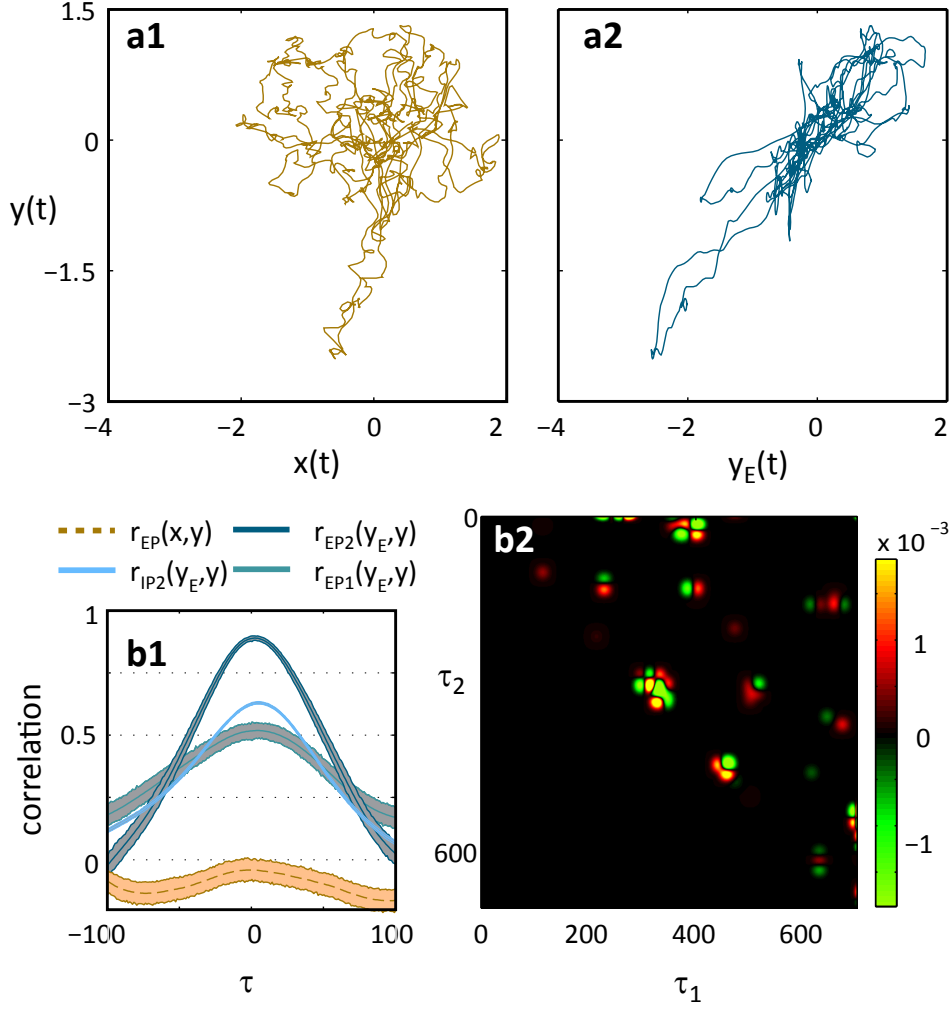 1.5
a1
a2
0
y(t)
−1.5
−3
−4
−2
0
2
−4
−2
0
2
x(t)
y_E(t)
r_EP(x,y)
r_EP2(y_E,y)
r_IP2(y_E,y)
r_EP1(y_E,y)
1
b1
0.5
correlation
0
−100
0
100
τ
0
b2
τ_2
600
0
200
400
600
τ_1
x 10^−3
1
0
−1